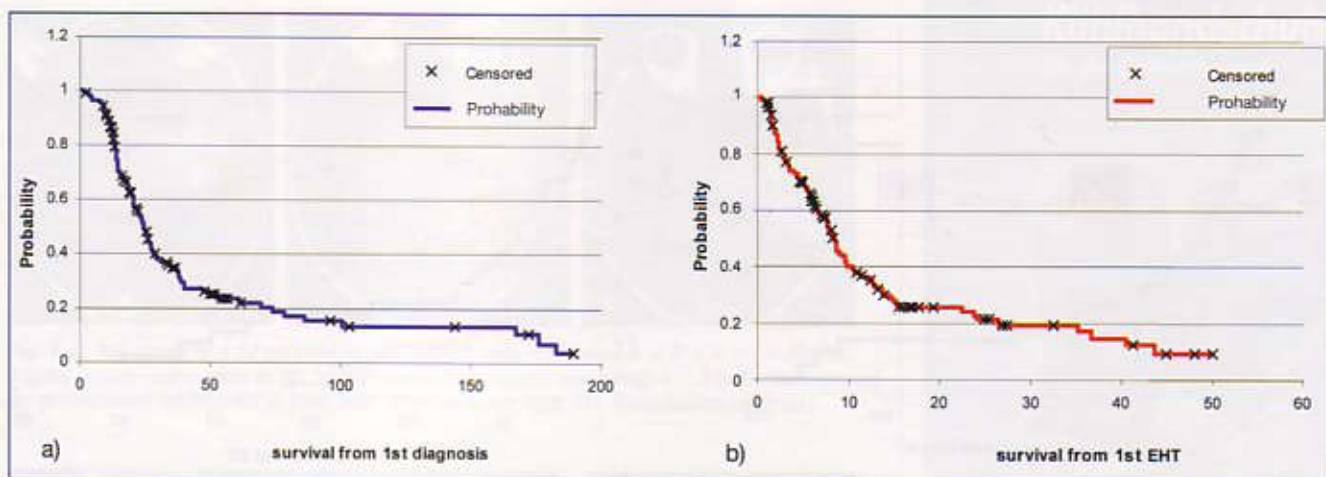 1.2
1
0.8
0.6
0.4
0.2
0
Probability
× Censored
Prohability
0 50 100 150 200
a) survival from 1st diagnosis
1.2
1
0.8
0.6
0.4
0.2
0
Probability
× Censored
Prohability
0 10 20 30 40 50 60
b) survival from 1st EHT